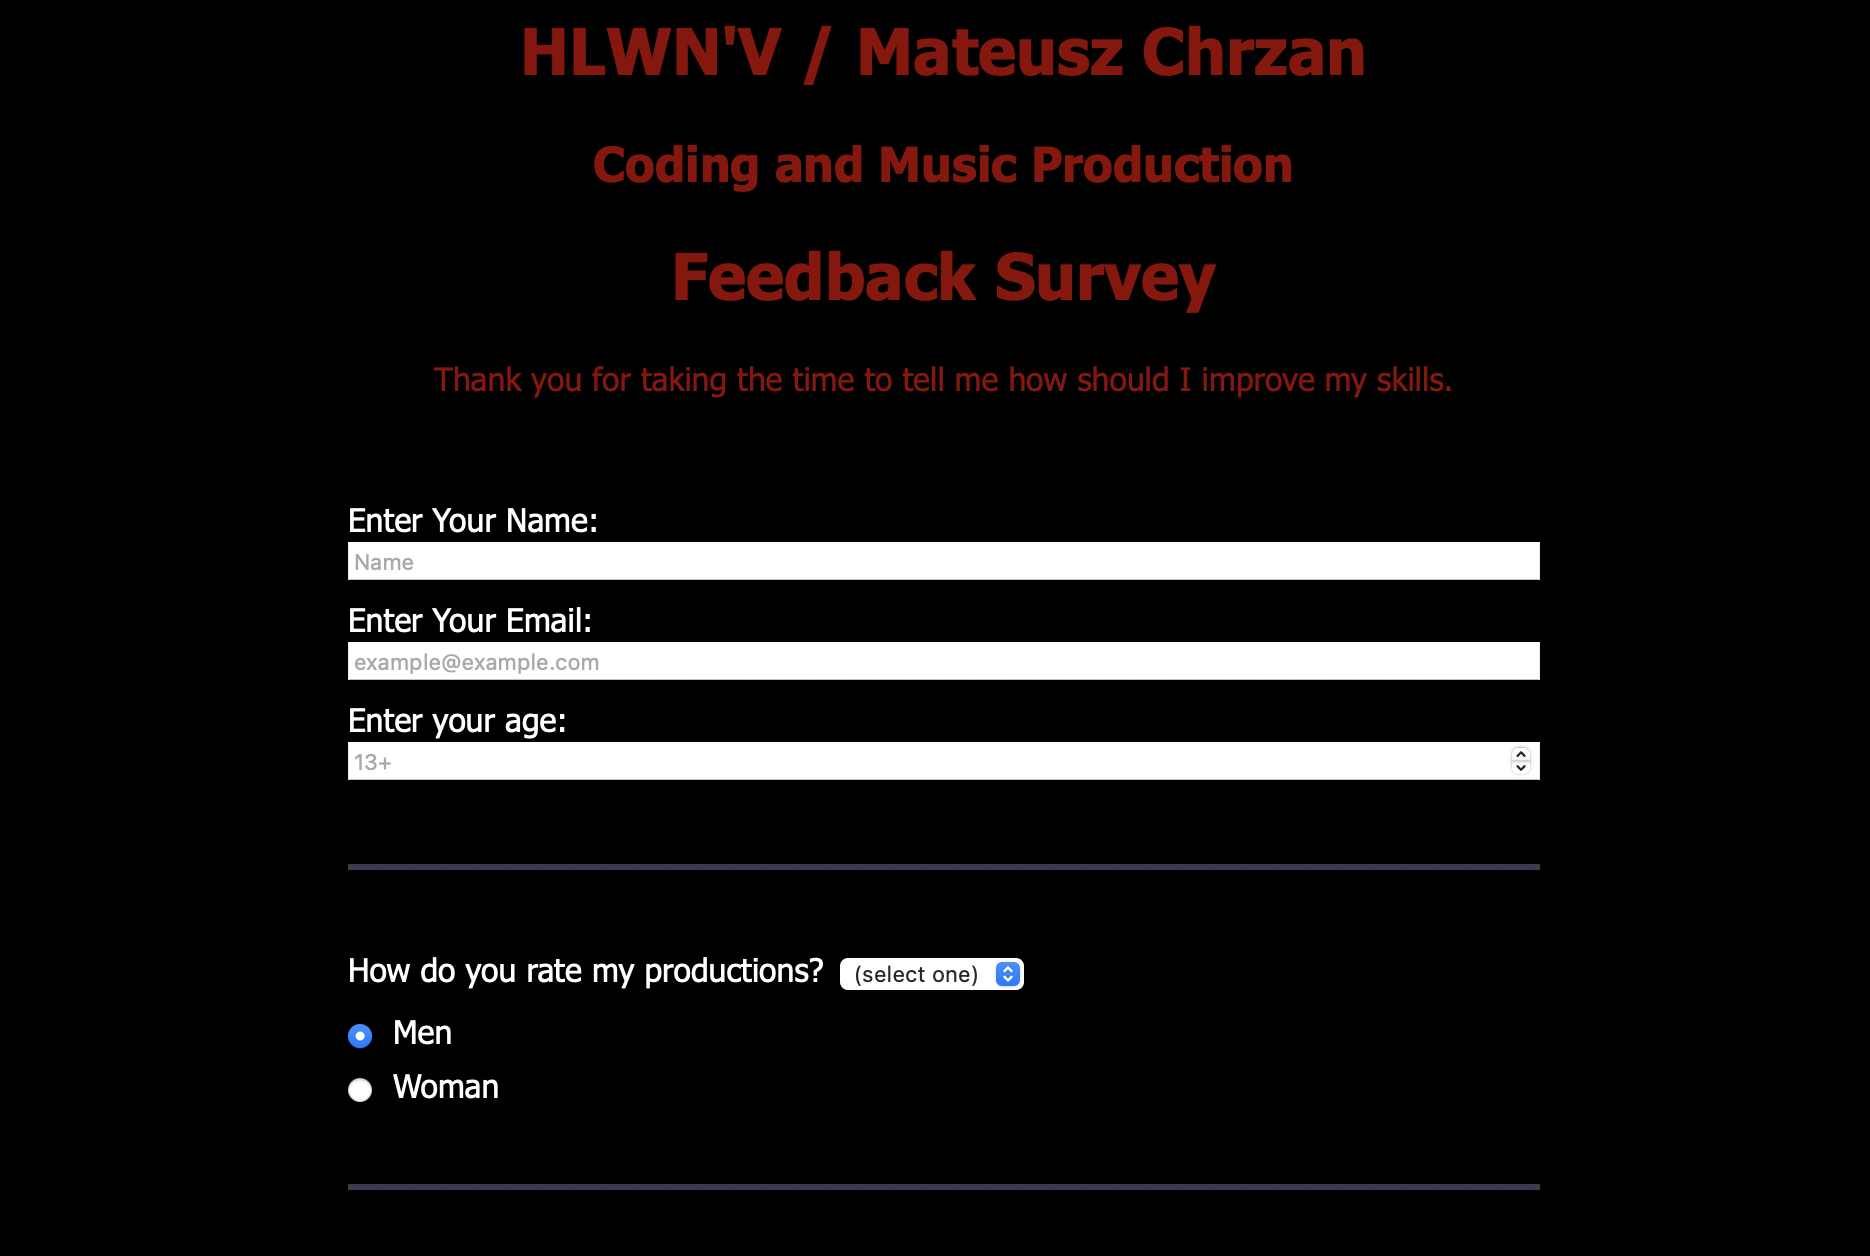 HLWN'V / Mateusz Chrzan
Coding and Music Production
Feedback Survey
Thank you for taking the time to tell me how should I improve my skills.
Enter Your Name:
Name
Enter Your Email:
example@example.com
Enter your age:
13+
How do you rate my productions? (select one)
Men
Woman